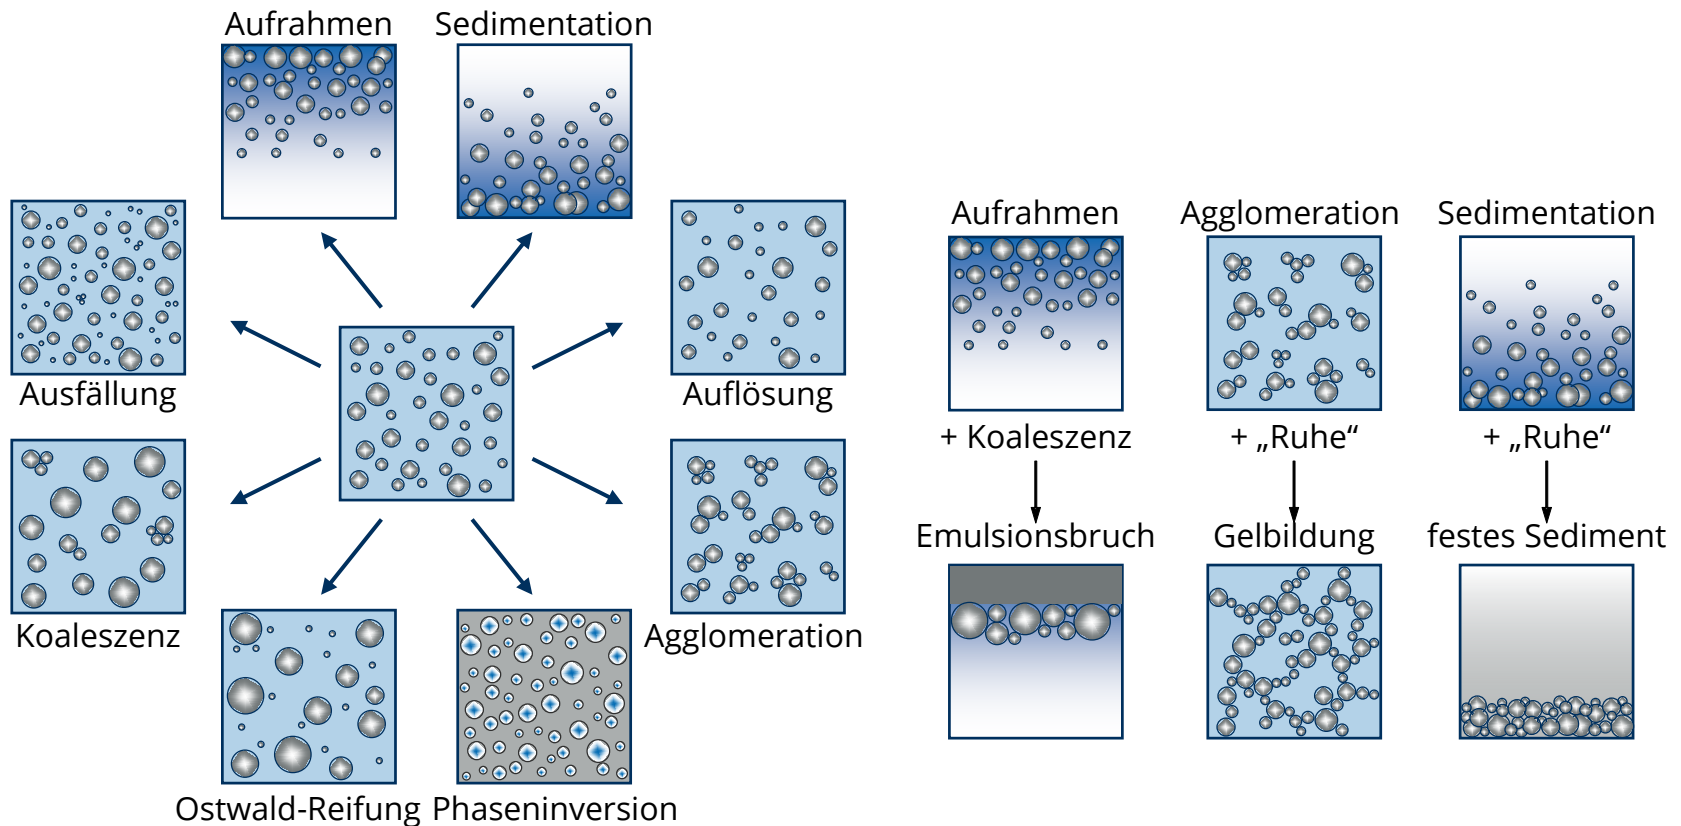 Aufrahmen
Sedimentation
Ausfällung
Auflösung
Koaleszenz
Agglomeration
Ostwald-Reifung
Phaseninversion
Aufrahmen
Agglomeration
Sedimentation
+ Koaleszenz
+ „Ruhe“
+ „Ruhe“
Emulsionsbruch
Gelbildung
festes Sediment